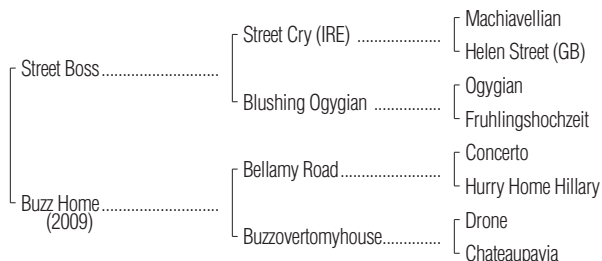 Machiavellian
Street Cry (IRE) ..................
Helen Street (GB)
Street Boss.........................
Ogygian
Blushing Ogygian ...............
Fruhlingshochzeit
Concerto
Bellamy Road.....................
Hurry Home Hillary
Buzz Home.........................
(2009)
Drone
Buzzovertomyhouse.............
Chateaupavia